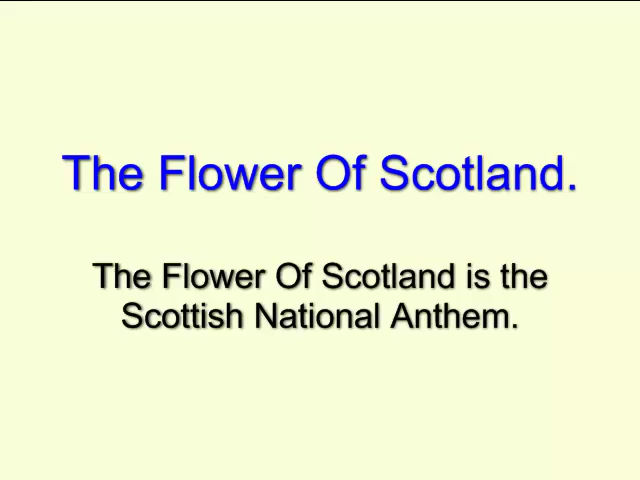 The Flower Of Scotland.
The Flower Of Scotland is the
Scottish National Anthem.